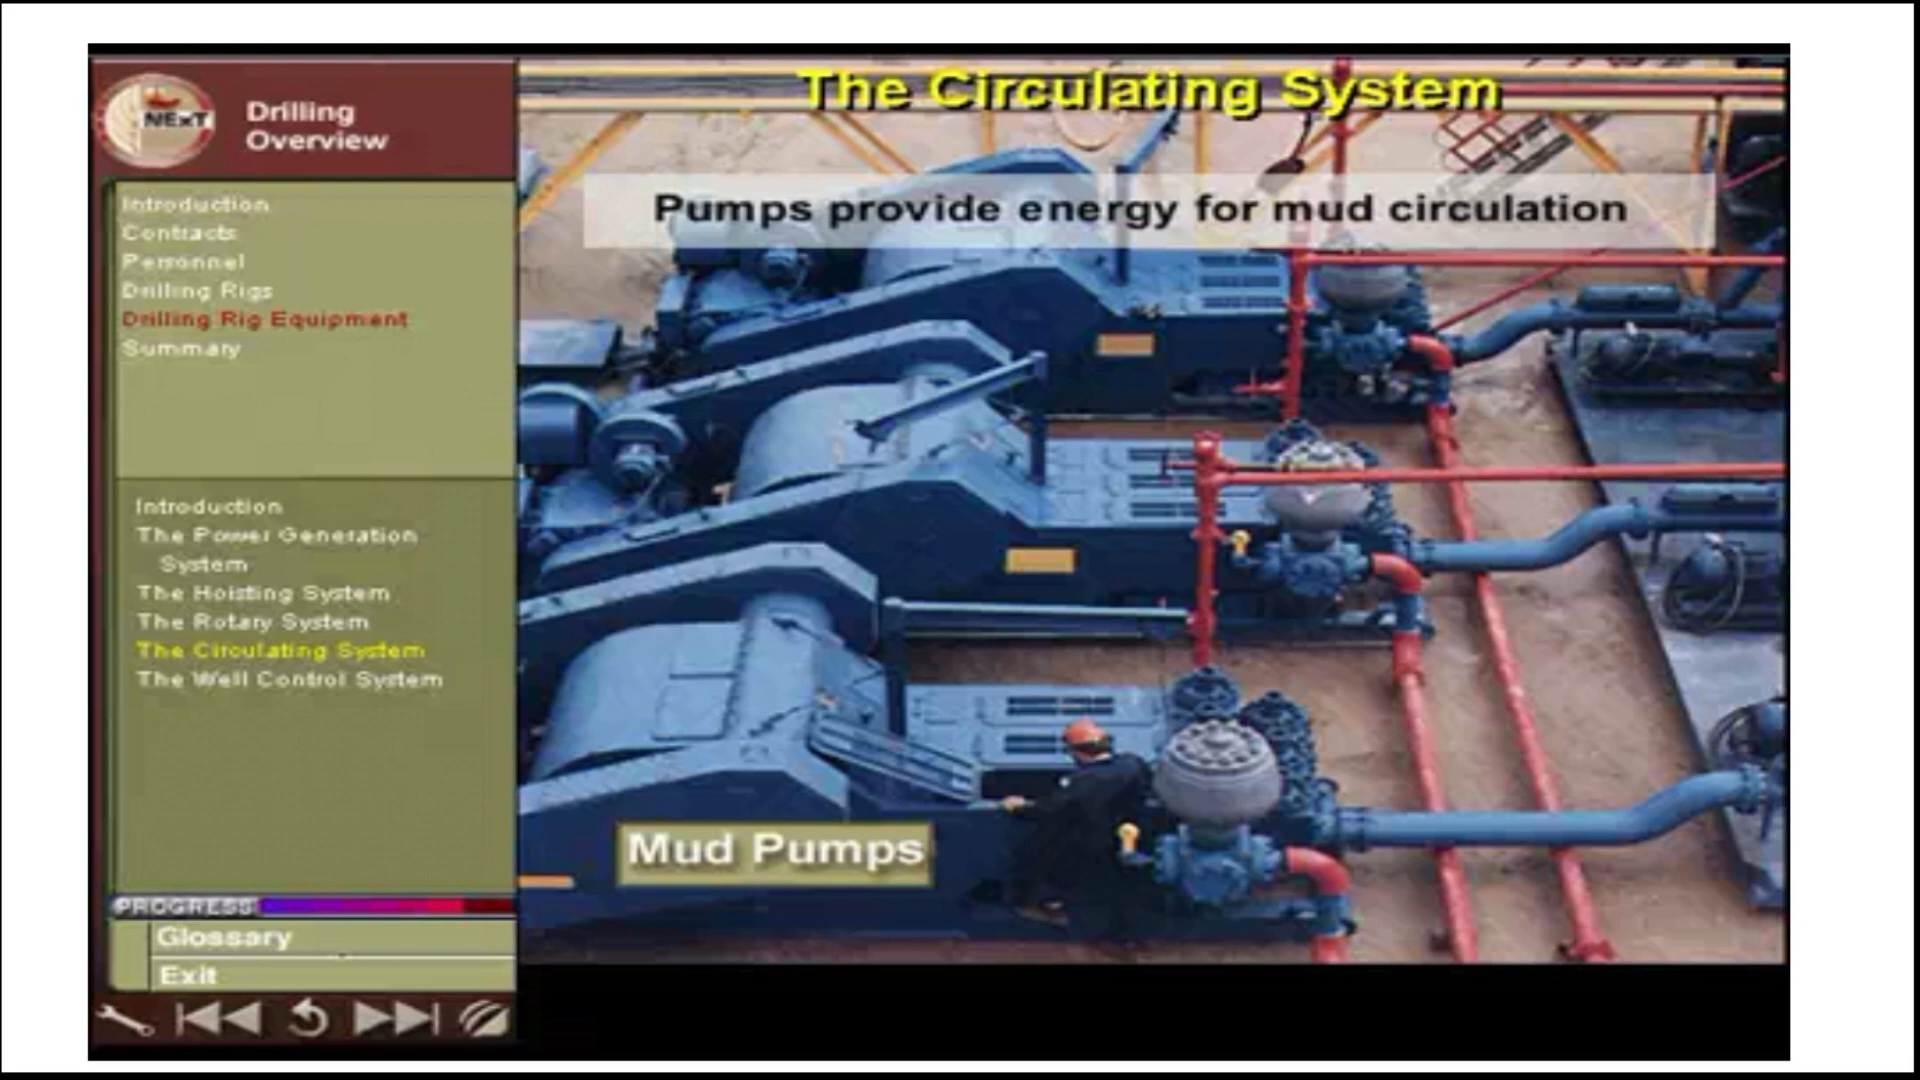 NExT
Drilling
Overview
Introduction
Contracts
Personnel
Drilling Rigs
Drilling Rig Equipment
Summary
Introduction
The Power Generation
System
The Hoisting System
The Rotary System
The Circulating System
The Well Control System
PROGRESS
Glossary
Exit
The Circulating System
Pumps provide energy for mud circulation
Mud Pumps